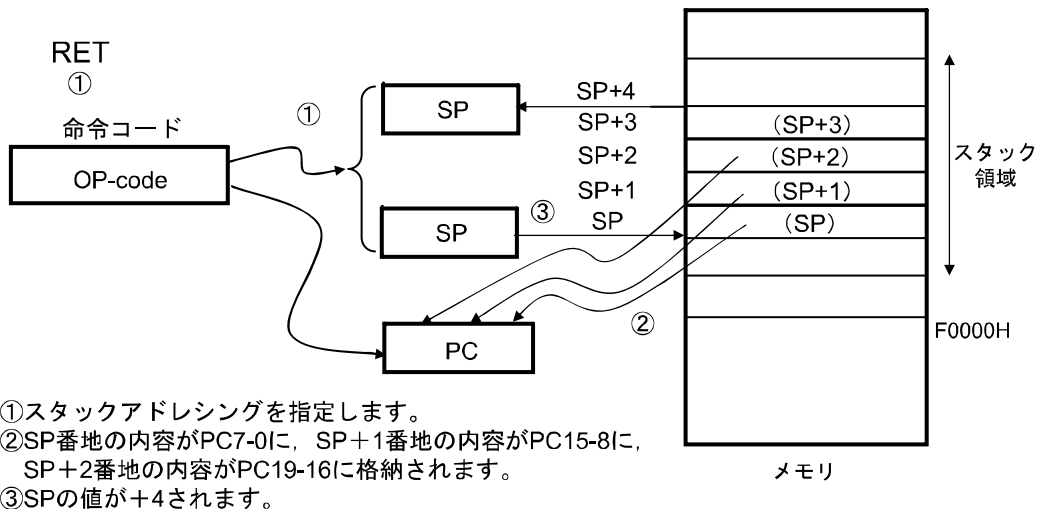 RET
①
命令コード
OP-code
①
SP
SP+4
SP+3
SP+2
SP+1
SP
③
SP
PC
②
(SP+3)
(SP+2)
(SP+1)
(SP)
スタック
領域
F0000H
メモリ
①スタックアドレシングを指定します。
②SP番地の内容がPC7-0に，SP＋1番地の内容がPC15-8に，
SP＋2番地の内容がPC19-16に格納されます。
③SPの値が＋4されます。